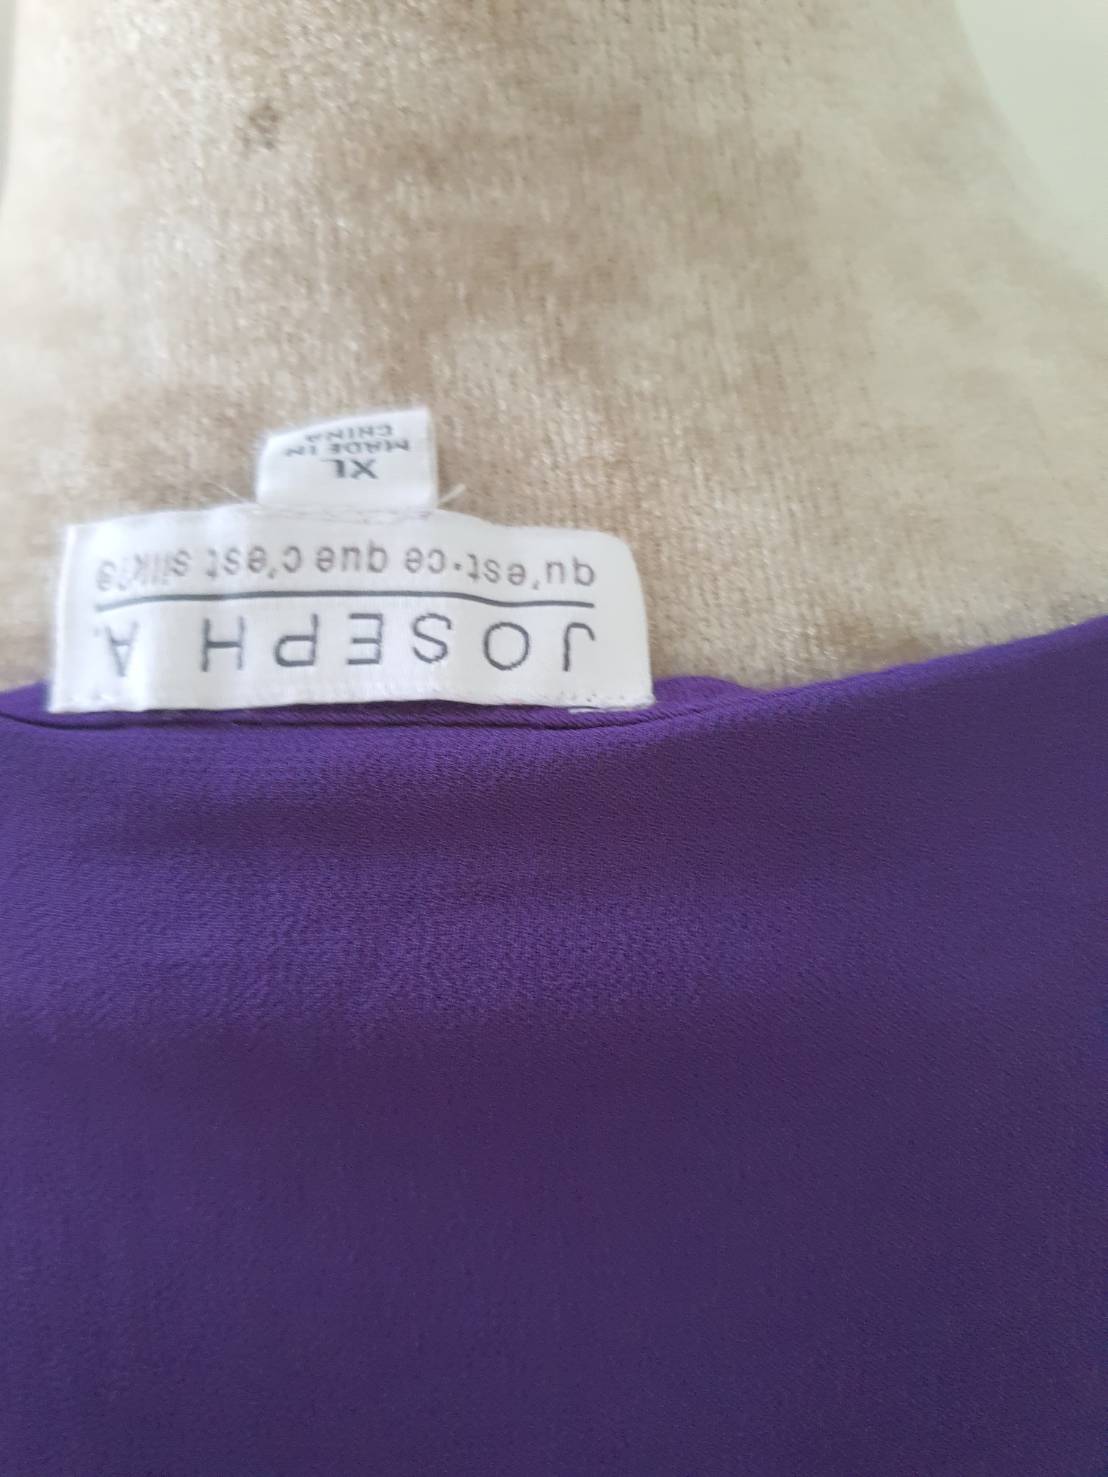 JOSEPH A.
qu'est-ce que c'est silk?®
XL
MADE IN
CHINA